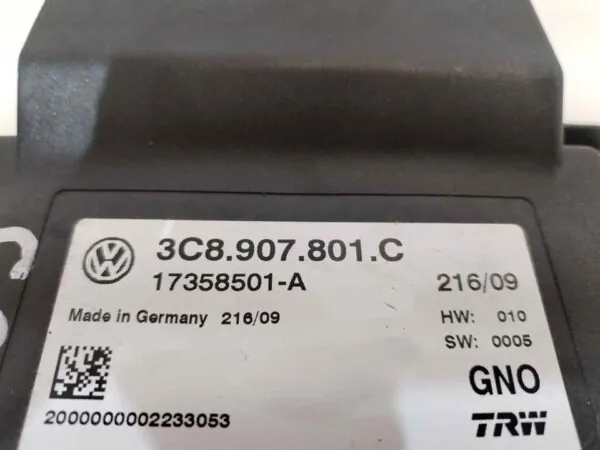 3C8.907.801.C
17358501-A 216/09
Made in Germany 216/09 HW: 010
SW: 0005
GNO
2000000002233053 TRW